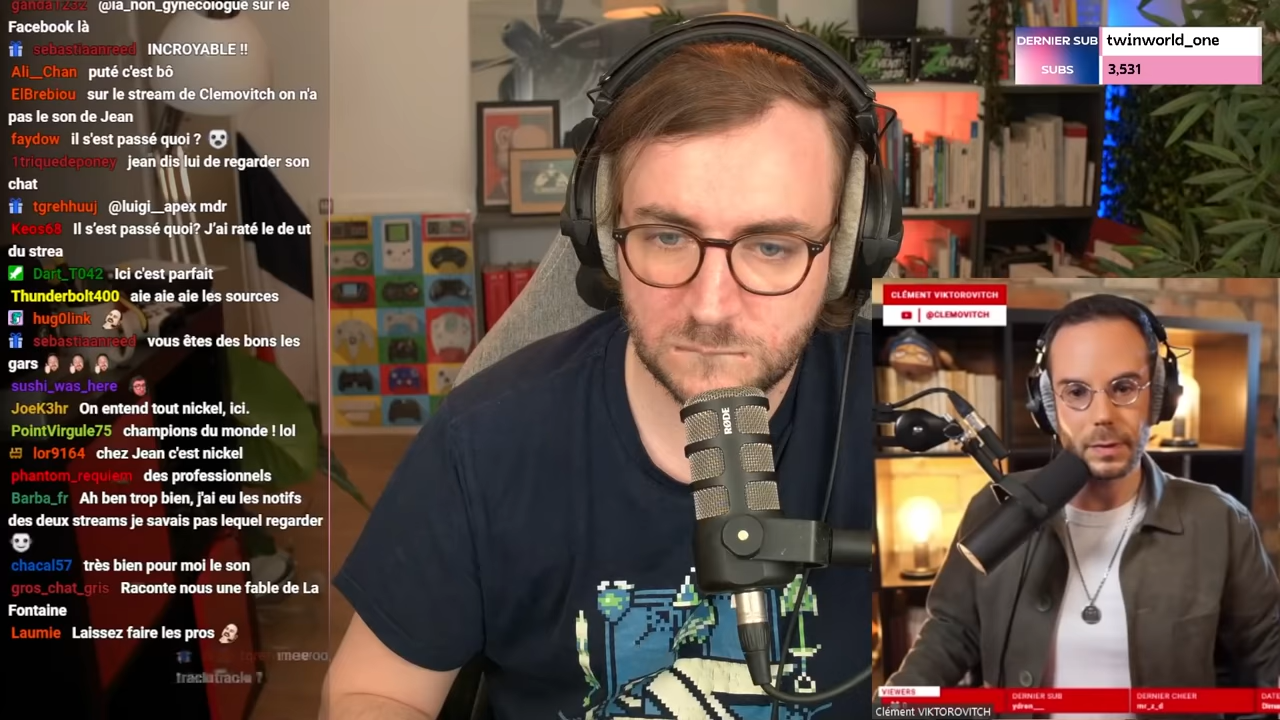 ganda1232 @la_non_gynecologue sur le
Facebook là
sebastiaanreed INCROYABLE !!
Ali__Chan puté c'est bô
ElBrebiou sur le stream de Clemovitch on n'a
pas le son de Jean
faydow il s'est passé quoi ?
1triquedeponey jean dis lui de regarder son
chat
tgrehhuuj @luigi__apex mdr
Keos68 Il s'est passé quoi? J'ai raté le de ut
du strea
Dart_T042 Ici c'est parfait
Thunderbolt400 aie aie aie les sources
hug0link
sebastiaanreed vous êtes des bons les
gars
sushi_was_here
JoeK3hr On entend tout nickel, ici.
PointVirgule75 champions du monde ! lol
lor9164 chez Jean c'est nickel
phantom_requiem des professionnels
Barba_fr Ah ben trop bien, j'ai eu les notifs
des deux streams je savais pas lequel regarder
chacal57 très bien pour moi le son
gros_chat_gris Raconte nous une fable de La
Fontaine
Laumie Laissez faire les pros
DERNIER SUB twinworld_one
SUBS 3,531
RØDE
CLÉMENT VIKTOROVITCH
@CLEMOVITCH
VIEWERS
DERNIER SUB
ydren___
DERNIER CHEER
mr_z_d
Clément VIKTOROVITCH